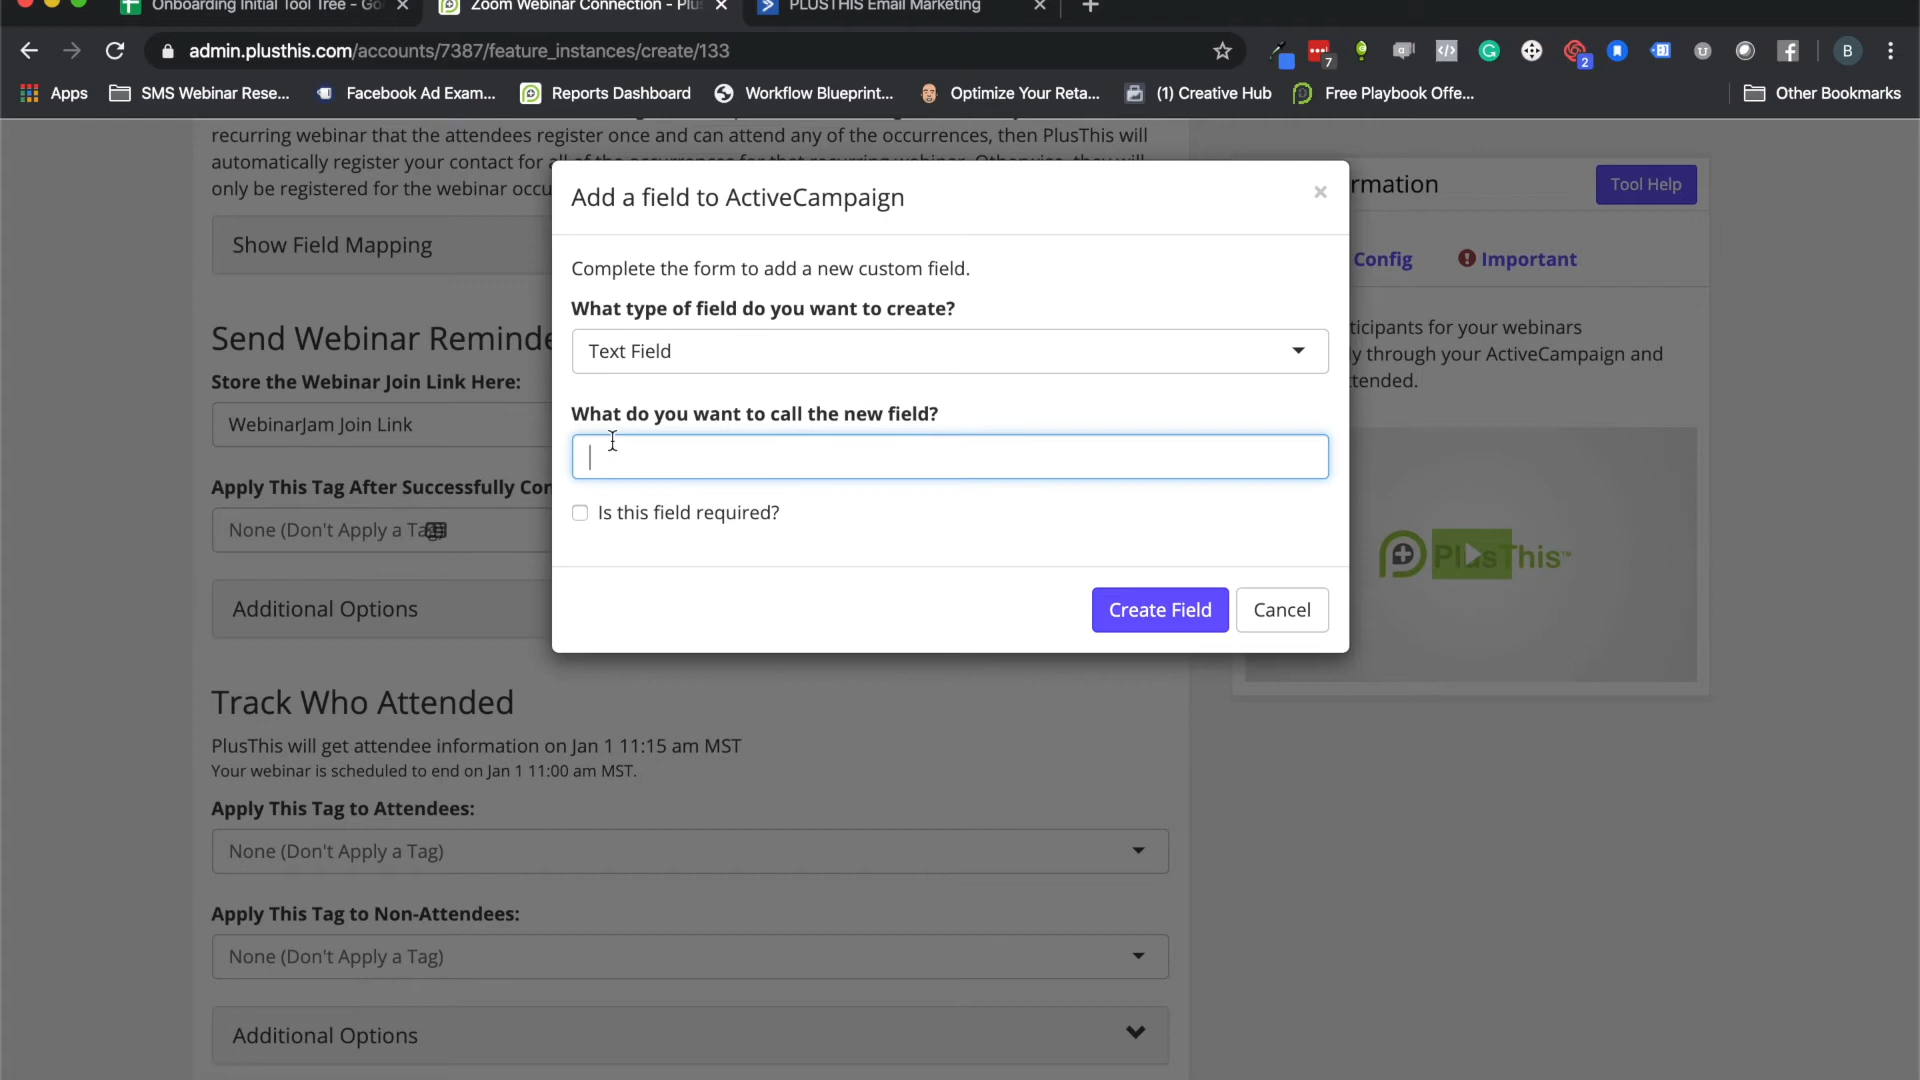 Onboarding Initial Tool Tree - Go
Zoom Webinar Connection - Plus
PLUSTHIS Email Marketing
admin.plusthis.com/accounts/7387/feature_instances/create/133
7
2
B
Apps
SMS Webinar Rese...
Facebook Ad Exam...
Reports Dashboard
Workflow Blueprint...
Optimize Your Reta...
(1) Creative Hub
Free Playbook Offe...
Other Bookmarks
recurring webinar that the attendees register once and can attend any of the occurrences, then PlusThis will
automatically register your contact for all of the occurrences for that recurring webinar. Otherwise, they will
only be registered for the webinar occu
Show Field Mapping
Send Webinar Reminde
Store the Webinar Join Link Here:
WebinarJam Join Link
Apply This Tag After Successfully Con
None (Don't Apply a Tag)
Additional Options
Track Who Attended
PlusThis will get attendee information on Jan 1 11:15 am MST
Your webinar is scheduled to end on Jan 1 11:00 am MST.
Apply This Tag to Attendees:
None (Don't Apply a Tag)
Apply This Tag to Non-Attendees:
None (Don't Apply a Tag)
Additional Options
Add a field to ActiveCampaign
×
Complete the form to add a new custom field.
What type of field do you want to create?
Text Field
What do you want to call the new field?
Is this field required?
Create Field
Cancel
rmation
Tool Help
Config
Important
ticipants for your webinars
y through your ActiveCampaign and
tended.
PlusThis™